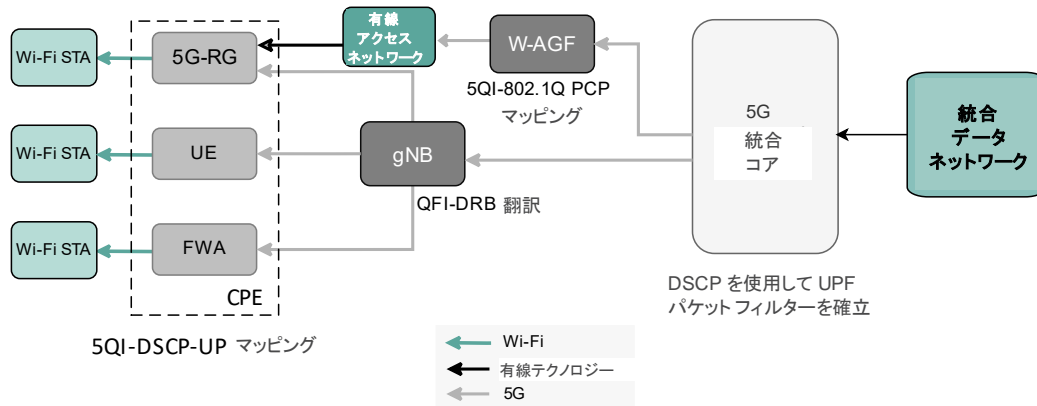 Wi-Fi STA
5G-RG
有線
アクセス
ネットワーク
W-AGF
5QI-802.1Q PCP
マッピング
5G
統合
コア
統合
データ
ネットワーク
Wi-Fi STA
UE
gNB
QFI-DRB 翻訳
Wi-Fi STA
FWA
CPE
5QI-DSCP-UP マッピング
DSCP を使用して UPF
パケット フィルターを確立
Wi-Fi
有線テクノロジー
5G